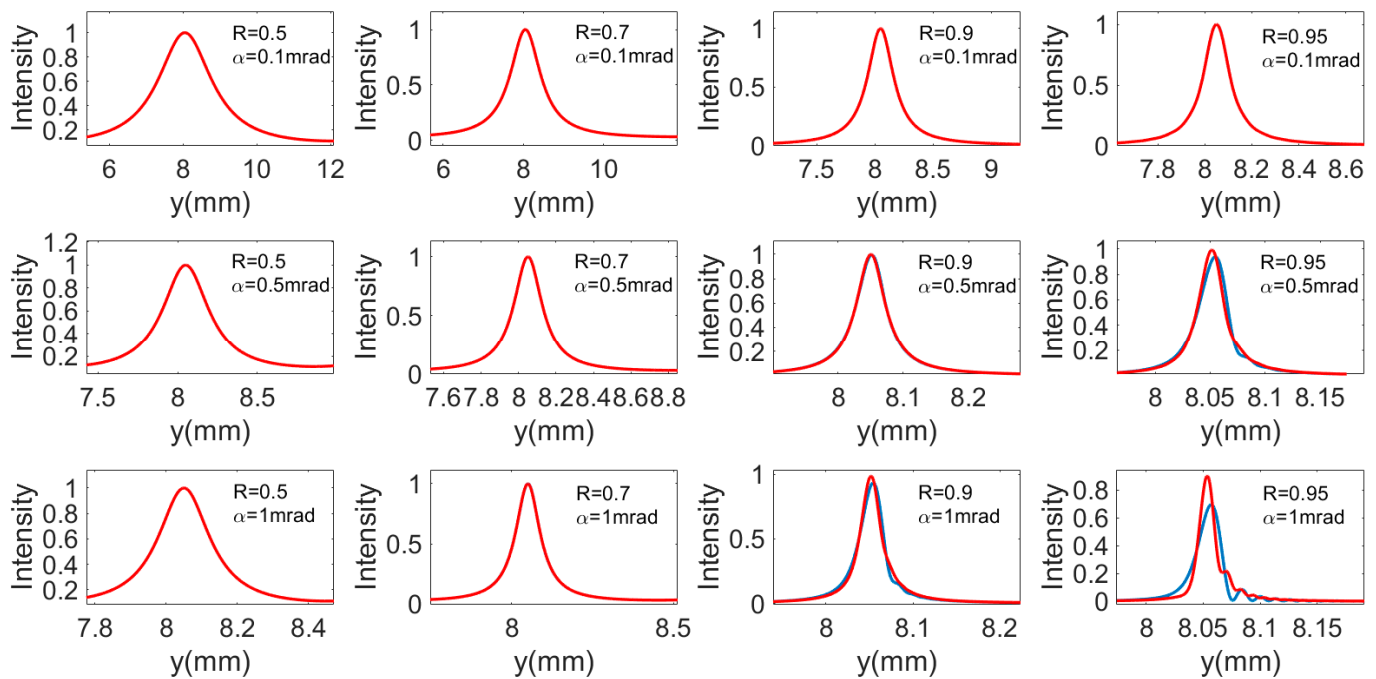 Intensity
1
0.8
0.6
0.4
0.2
R=0.5
α=0.1mrad
6 8 10 12
y(mm)
Intensity
1
0.5
0
R=0.7
α=0.1mrad
6 8 10
y(mm)
Intensity
1
0.5
0
R=0.9
α=0.1mrad
7.5 8 8.5 9
y(mm)
Intensity
1
0.5
0
R=0.95
α=0.1mrad
7.8 8 8.2 8.4 8.6
y(mm)
Intensity
1.2
1
0.8
0.6
0.4
0.2
R=0.5
α=0.5mrad
7.5 8 8.5
y(mm)
Intensity
1
0.5
0
R=0.7
α=0.5mrad
7.6 7.8 8 8.2 8.4 8.6 8.8
y(mm)
Intensity
1
0.8
0.6
0.4
0.2
R=0.9
α=0.5mrad
8 8.1 8.2
y(mm)
Intensity
1
0.8
0.6
0.4
0.2
R=0.95
α=0.5mrad
8 8.05 8.1 8.15
y(mm)
Intensity
1
0.8
0.6
0.4
0.2
R=0.5
α=1mrad
7.8 8 8.2 8.4
y(mm)
Intensity
1
0.5
0
R=0.7
α=1mrad
8 8.5
y(mm)
Intensity
1
0.5
0
R=0.9
α=1mrad
8 8.1 8.2
y(mm)
Intensity
0.8
0.6
0.4
0.2
0
R=0.95
α=1mrad
8 8.05 8.1 8.15
y(mm)